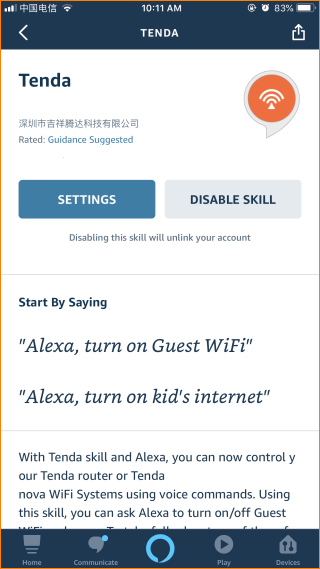 中国电信 10:11 AM 83%
TENDA
Tenda
深圳市吉祥腾达科技有限公司
Rated: Guidance Suggested
SETTINGS DISABLE SKILL
Disabling this skill will unlink your account
Start By Saying
"Alexa, turn on Guest WiFi"
"Alexa, turn on kid's internet"
With Tenda skill and Alexa, you can now control y
our Tenda router or Tenda
nova WiFi Systems using voice commands. Using
this skill, you can ask Alexa to turn on/off Guest
Home Communicate Play Devices